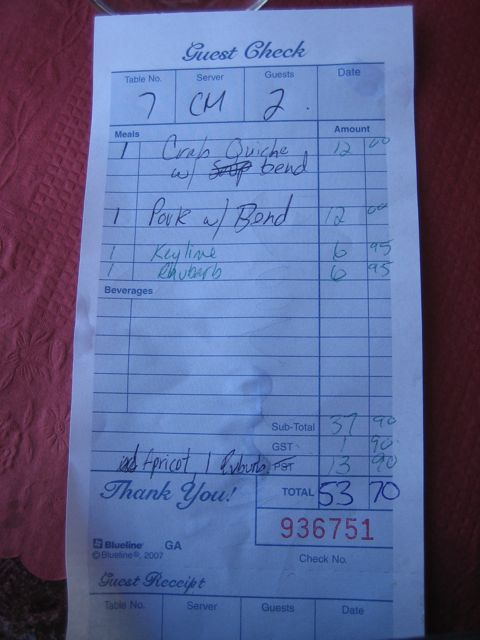 Guest Check
Table No. Server Guests Date
7 CM 2
Meals Amount
1 Crab Quiche 12 00
w/ Soup bend
1 Pork w/ Bend 12 00
1 Keylime 6 95
1 Rhubarb 6 95
Beverages
Sub-Total 37 90
GST 1 90
Apricot 1 Rhubarb PST 13 90
Thank You! TOTAL 53 70
936751
Blueline GA
© Blueline®, 2007
Check No.
Guest Receipt
Table No. Server Guests Date